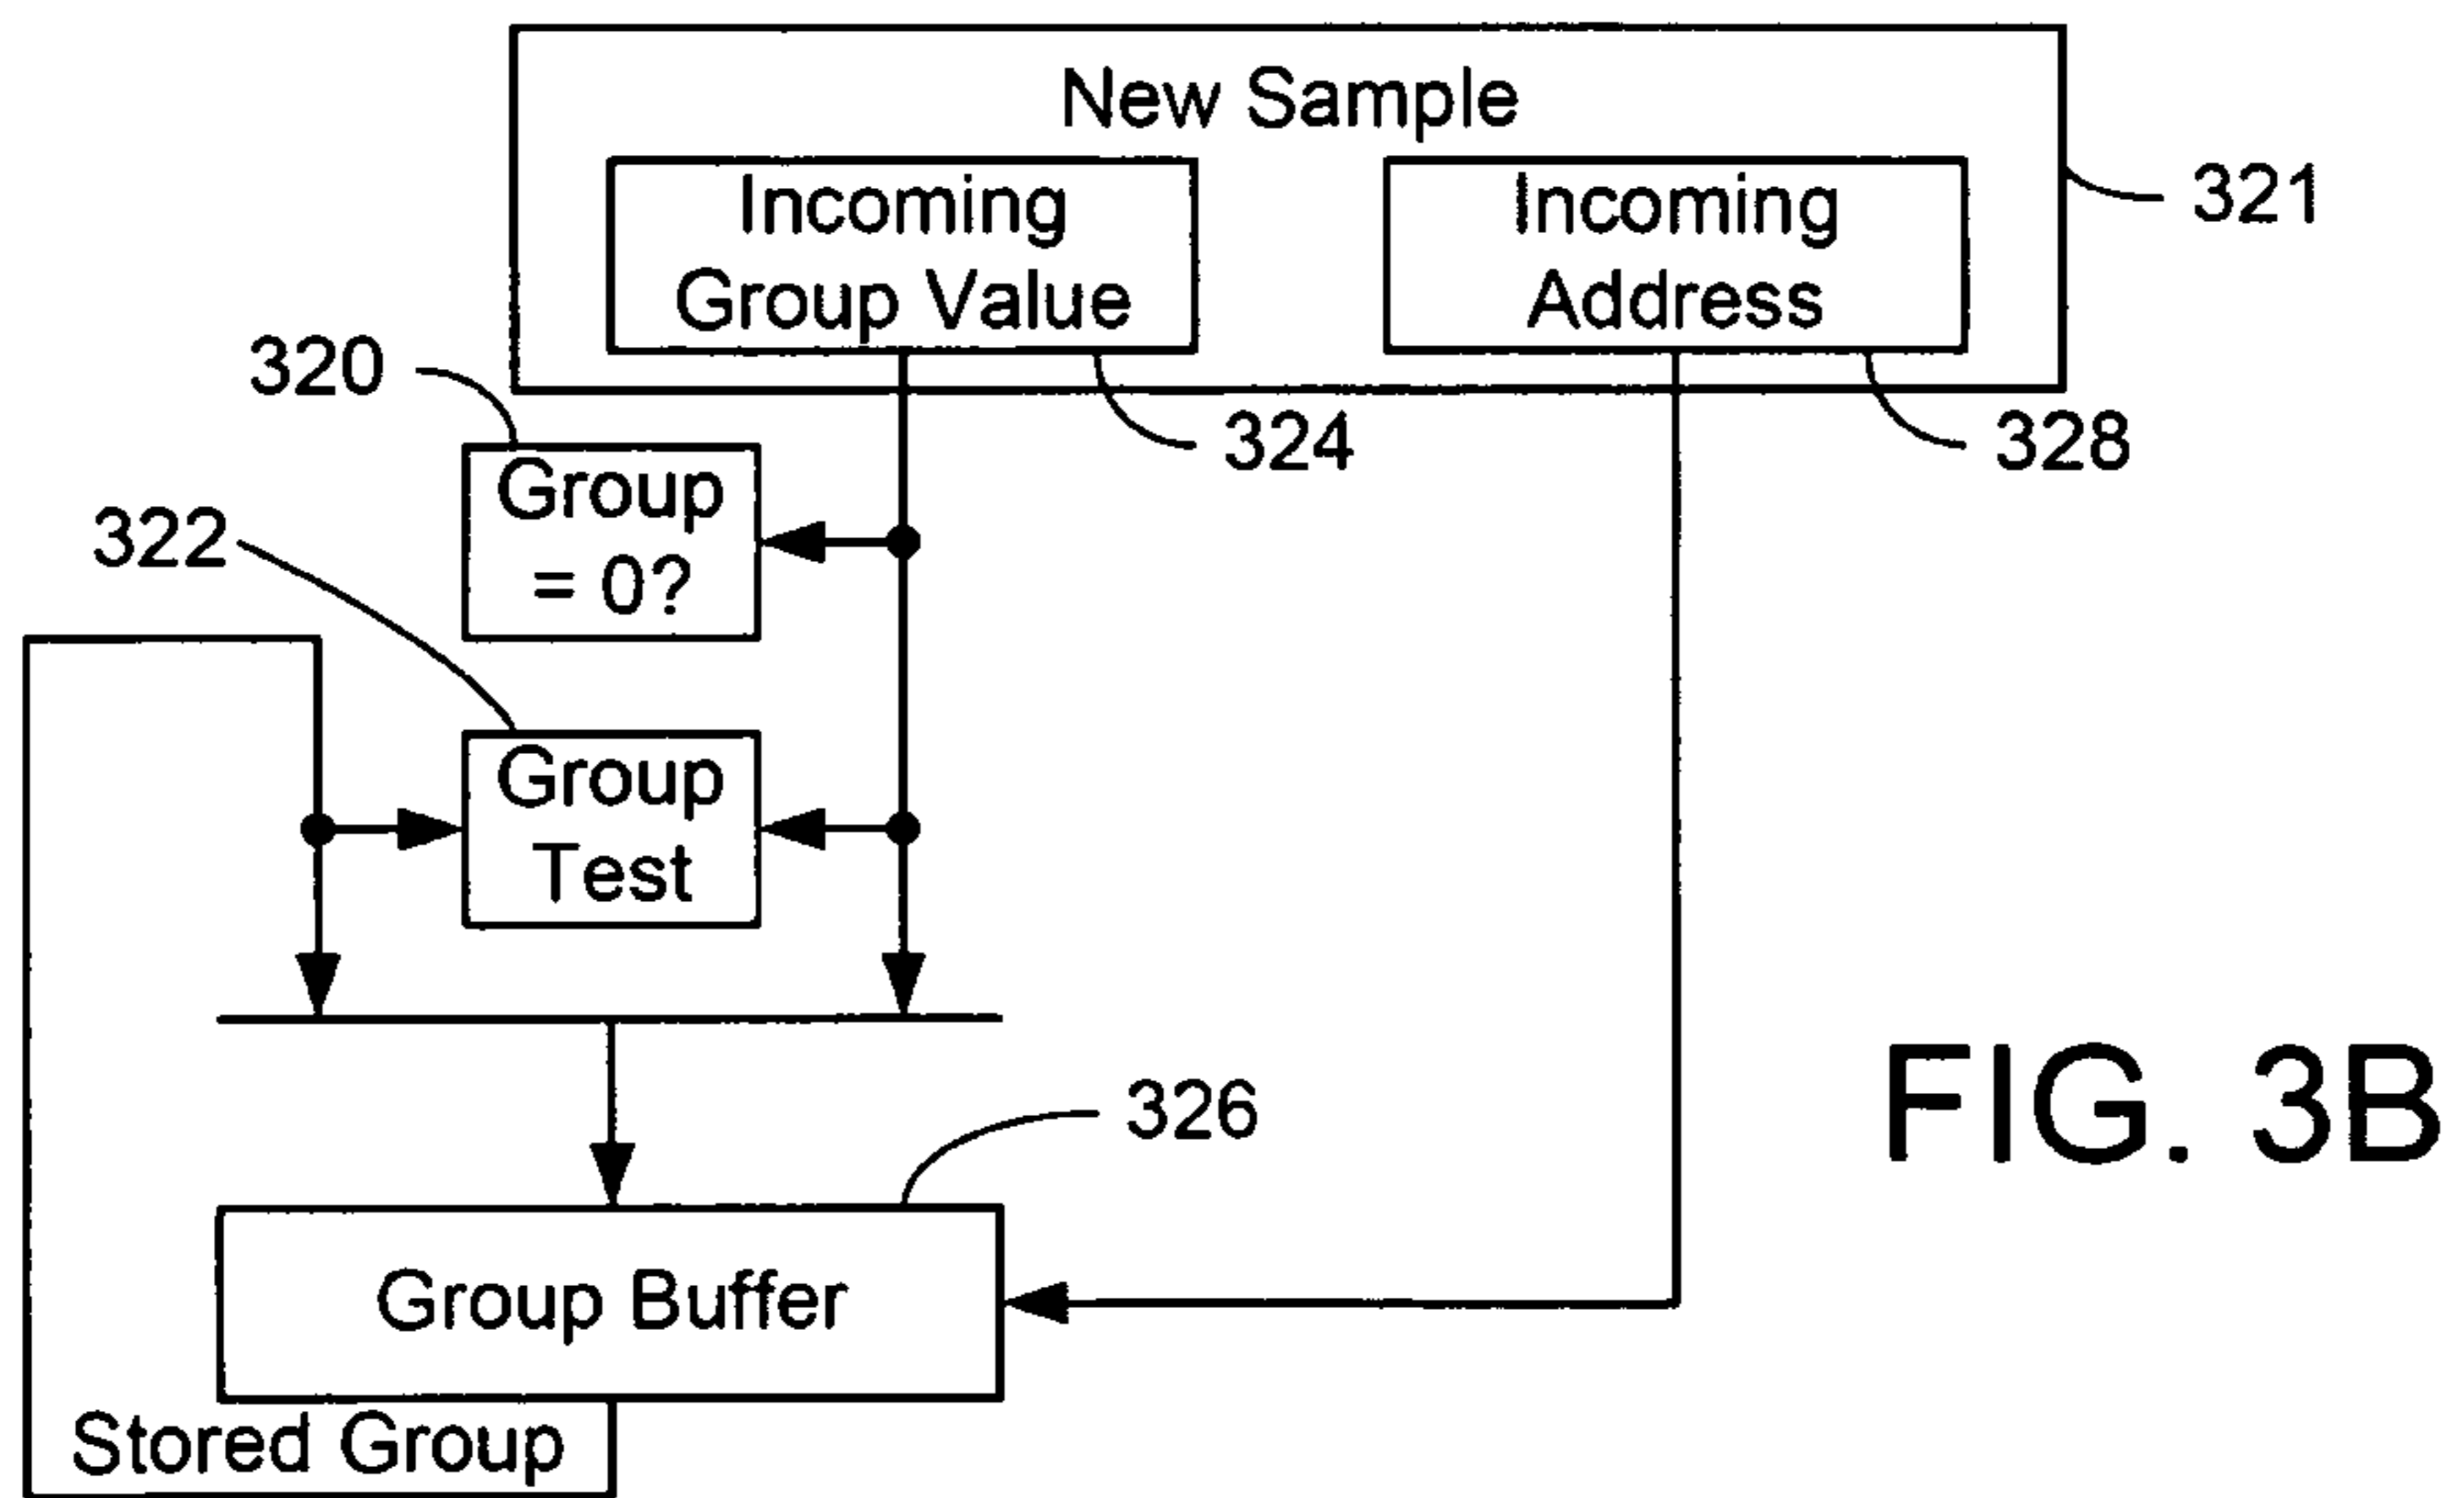 New Sample
Incoming
Group Value
Incoming
Address
321
320
324
328
Group
= 0?
322
Group
Test
326
FIG. 3B
Group Buffer
Stored Group